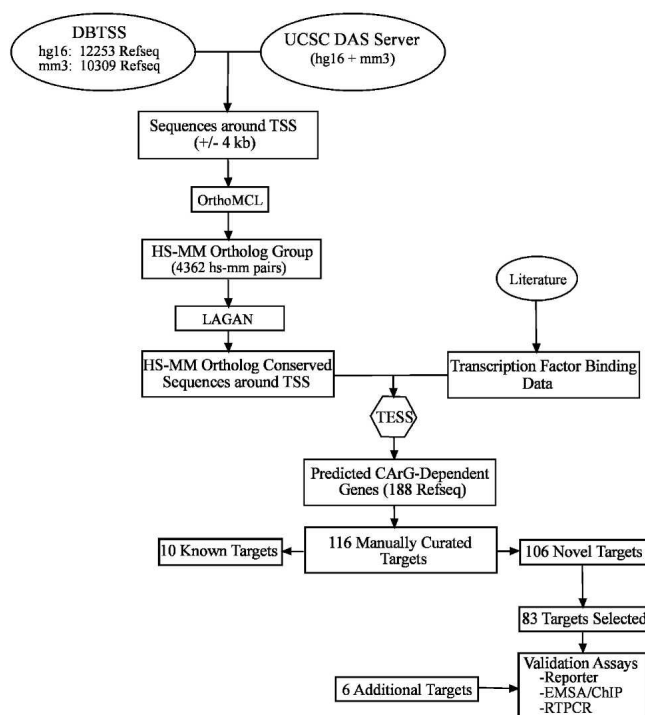 DBTSS
hg16: 12253 Refseq
mm3: 10309 Refseq
UCSC DAS Server
(hg16 + mm3)
Sequences around TSS
(+/- 4 kb)
OrthoMCL
HS-MM Ortholog Group
(4362 hs-mm pairs)
Literature
LAGAN
HS-MM Ortholog Conserved
Sequences around TSS
Transcription Factor Binding
Data
TESS
Predicted CArG-Dependent
Genes (188 Refseq)
10 Known Targets
116 Manually Curated
Targets
106 Novel Targets
83 Targets Selected
6 Additional Targets
Validation Assays
-Reporter
-EMSA/ChIP
-RTPCR